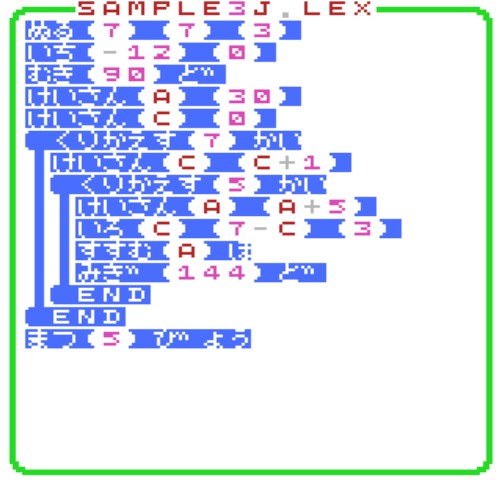 SAMPLE3J.LEX
ぬる 7 7 3
いち -12 0
むき 90 ど
けいさん A 30
けいさん C 0
くりかえす 7 かい
けいさん C C+1
くりかえす 5 かい
けいさん A A+5
いろ C 7-C 3
すすむ A ほ
みぎ 144 ど
END
END
まつ 5 びょう